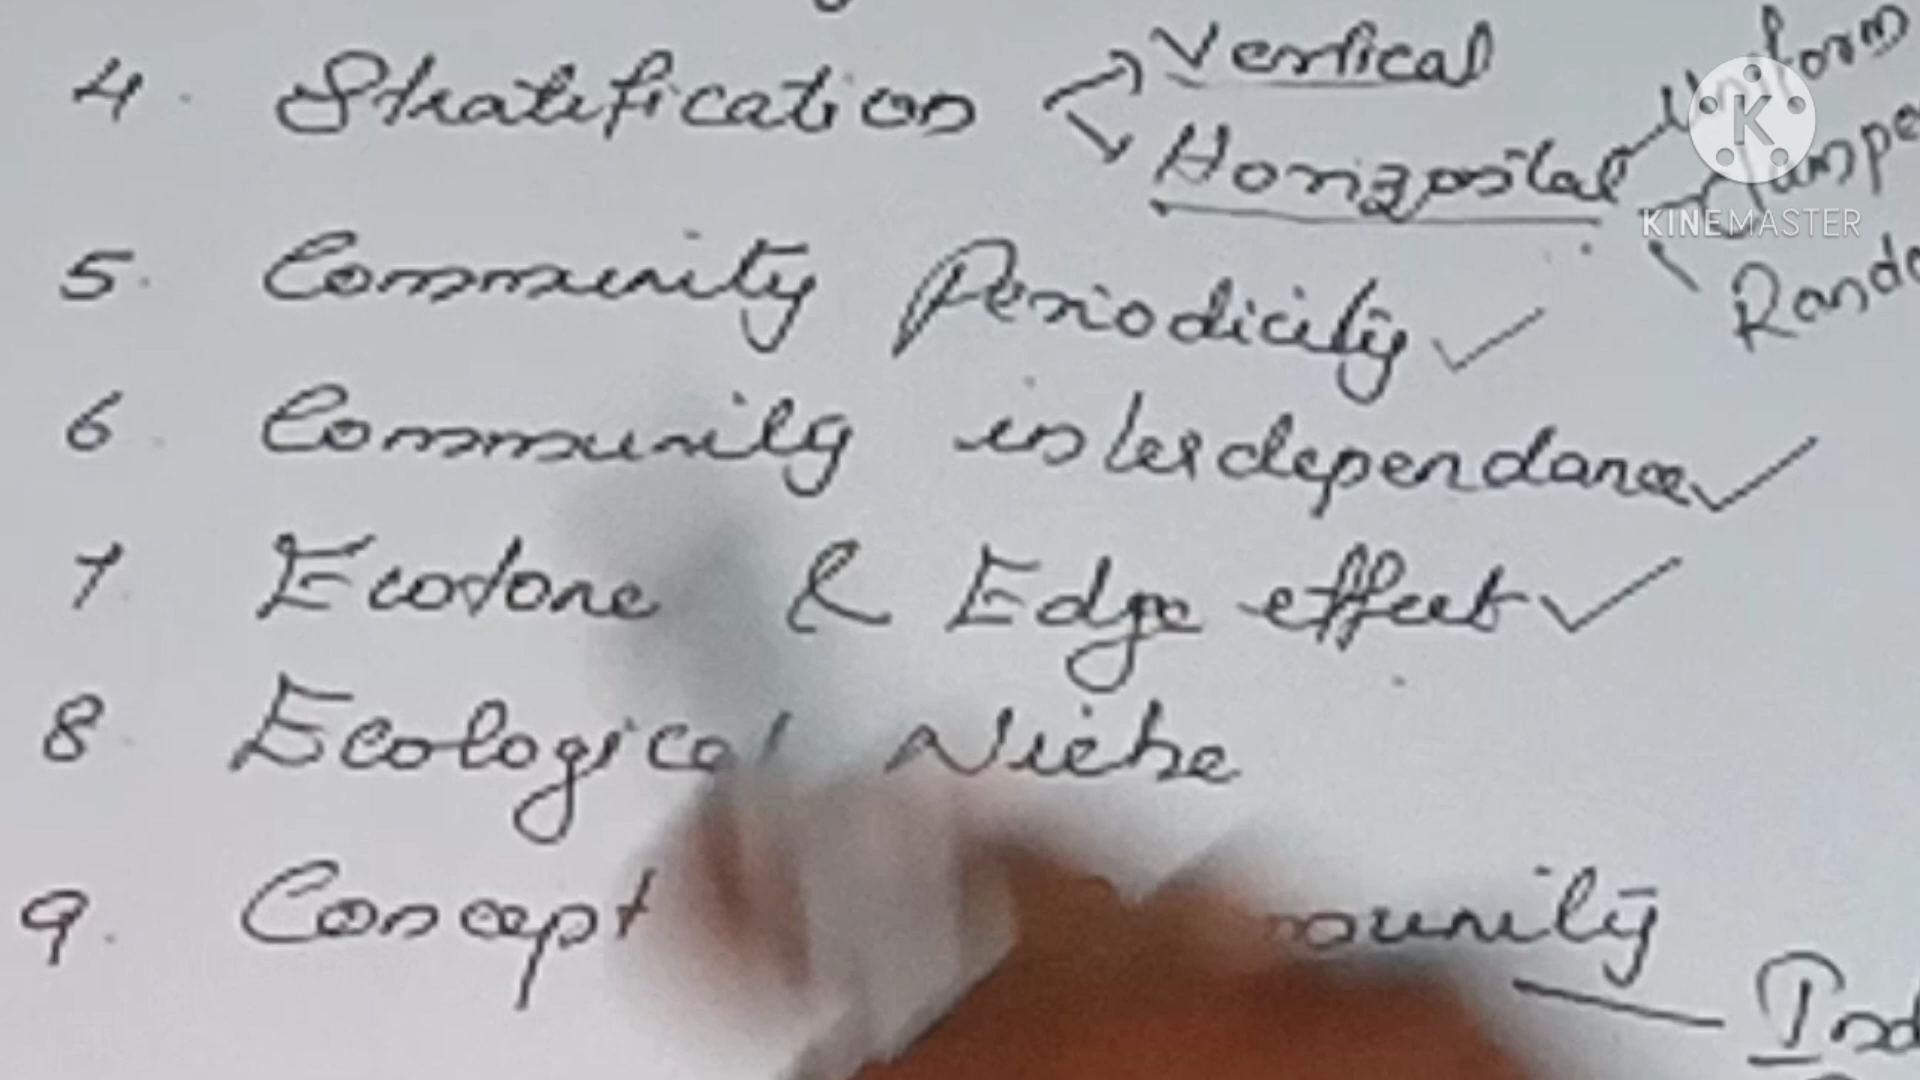 4. Stratification Vertical
Horizontal Uniform
KINEMASTER
5. Community Periodicity
6. Community interdependance
7. Ecotone & Edge effect
8. Ecological Niche
9. Concept